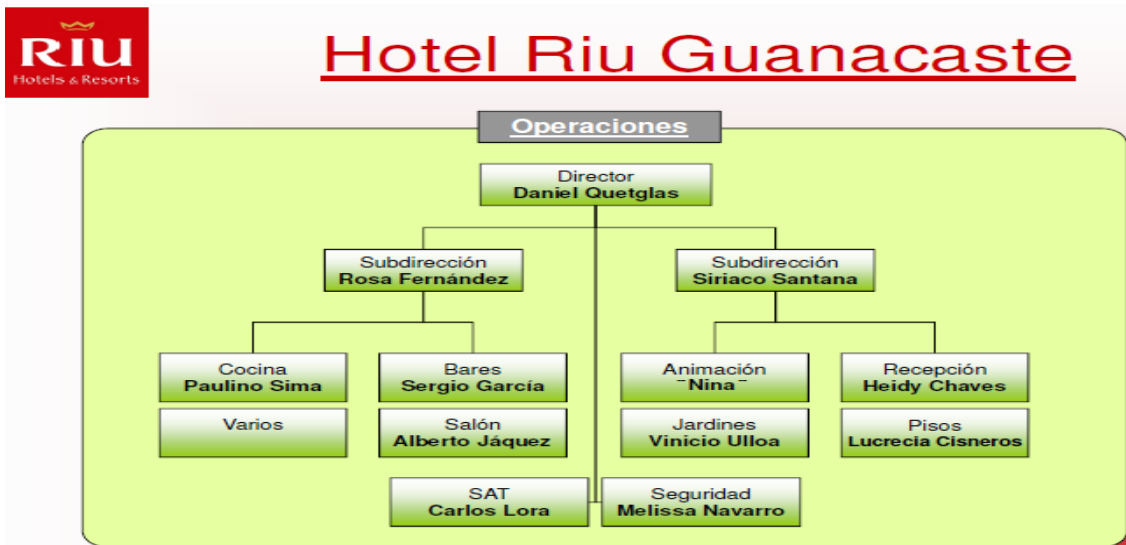 RIU
Hotels & Resorts
Hotel Riu Guanacaste
Operaciones
Director
Daniel Quetglas
Subdirección
Rosa Fernández
Subdirección
Siriaco Santana
Cocina
Paulino Sima
Bares
Sergio García
Animación
¨Nina¨
Recepción
Heidy Chaves
Varios
Salón
Alberto Jáquez
Jardines
Vinicio Ulloa
Pisos
Lucrecia Cisneros
SAT
Carlos Lora
Seguridad
Melissa Navarro